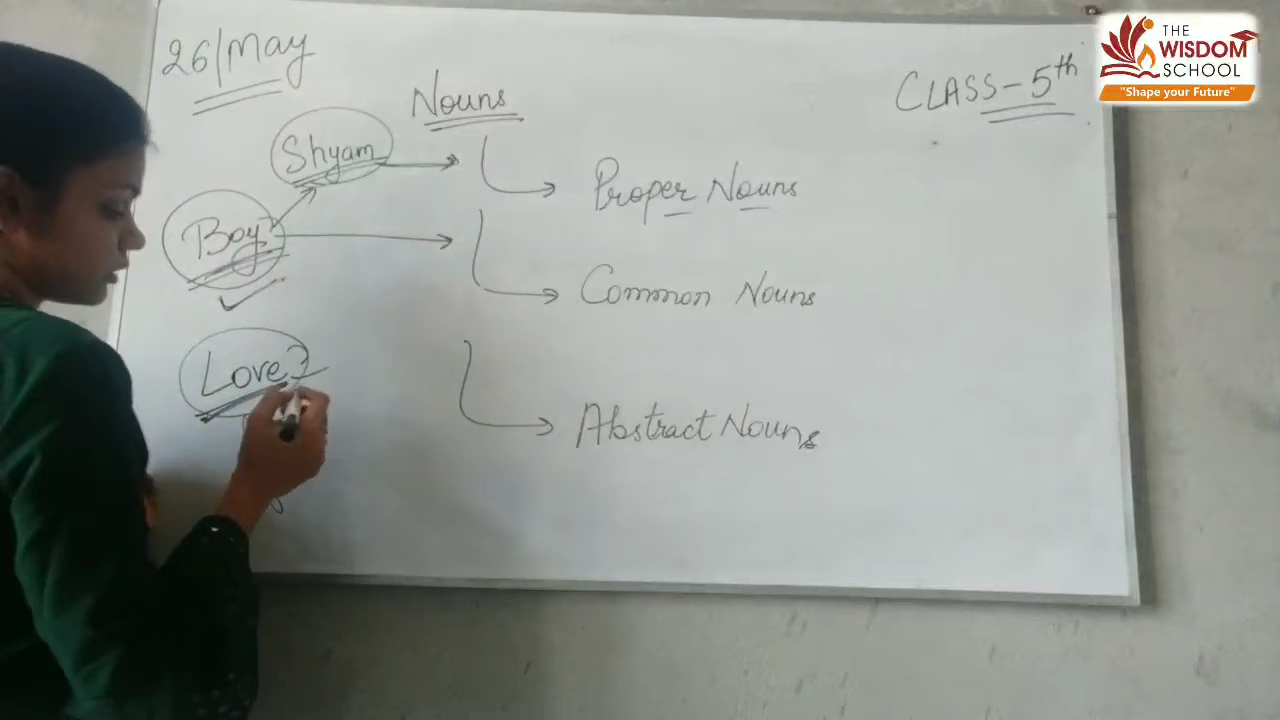 26/May
Nouns
CLASS-5th
THE
WISDOM
SCHOOL
"Shape your Future"
Shyam
Proper Nouns
Boy
Common Nouns
Love?
Abstract Nouns